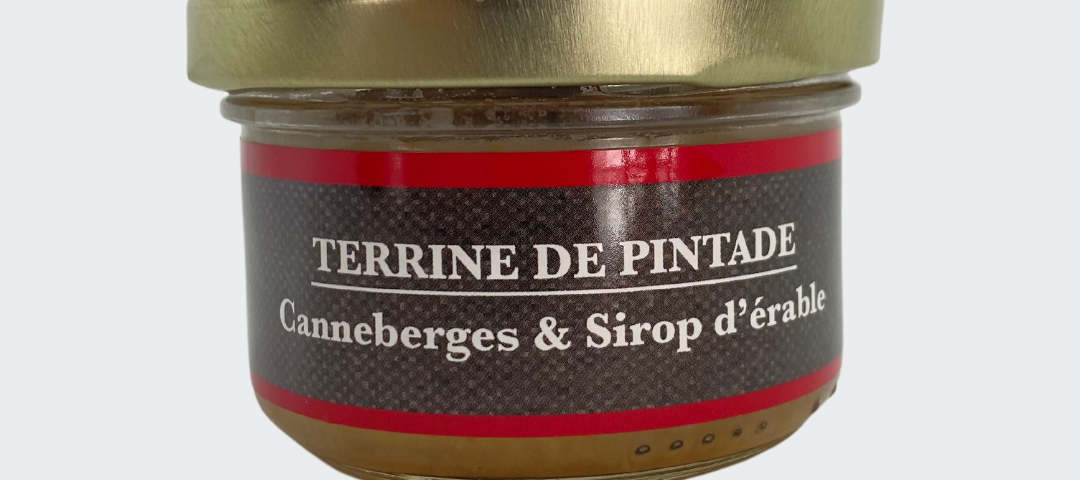 TERRINE DE PINTADE
Canneberges & Sirop d’érable